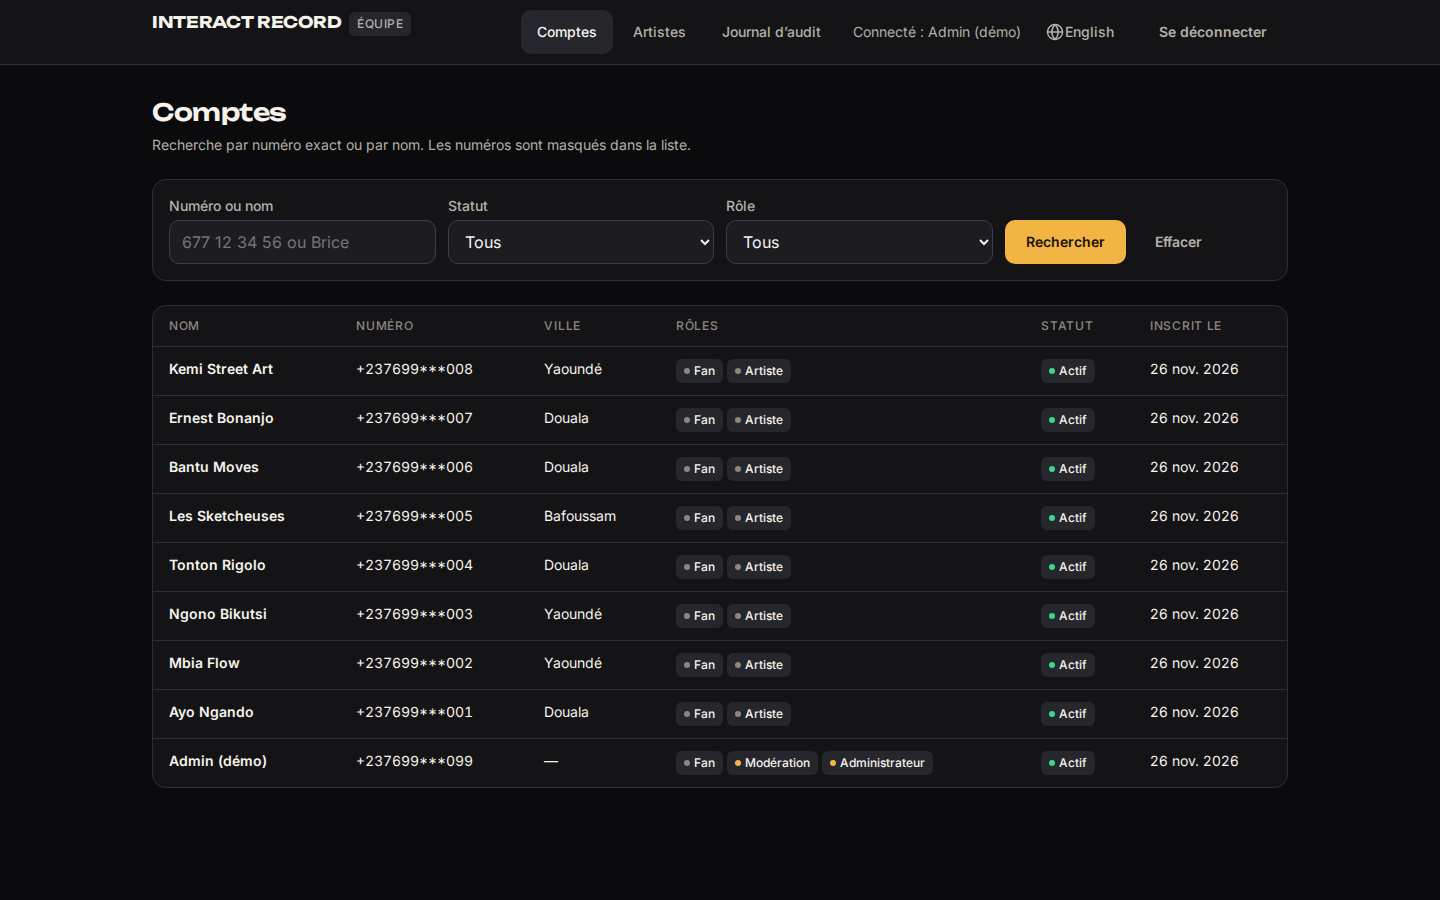 INTERACT RECORD ÉQUIPE Comptes Artistes Journal d’audit Connecté : Admin (démo) English Se déconnecter
Comptes
Recherche par numéro exact ou par nom. Les numéros sont masqués dans la liste.
Numéro ou nom Statut Rôle
677 12 34 56 ou Brice Tous Tous Rechercher Effacer
NOM NUMÉRO VILLE RÔLES STATUT INSCRIT LE
Kemi Street Art +237699***008 Yaoundé Fan Artiste Actif 26 nov. 2026
Ernest Bonanjo +237699***007 Douala Fan Artiste Actif 26 nov. 2026
Bantu Moves +237699***006 Douala Fan Artiste Actif 26 nov. 2026
Les Sketcheuses +237699***005 Bafoussam Fan Artiste Actif 26 nov. 2026
Tonton Rigolo +237699***004 Douala Fan Artiste Actif 26 nov. 2026
Ngono Bikutsi +237699***003 Yaoundé Fan Artiste Actif 26 nov. 2026
Mbia Flow +237699***002 Yaoundé Fan Artiste Actif 26 nov. 2026
Ayo Ngando +237699***001 Douala Fan Artiste Actif 26 nov. 2026
Admin (démo) +237699***099 — Fan Modération Administrateur Actif 26 nov. 2026